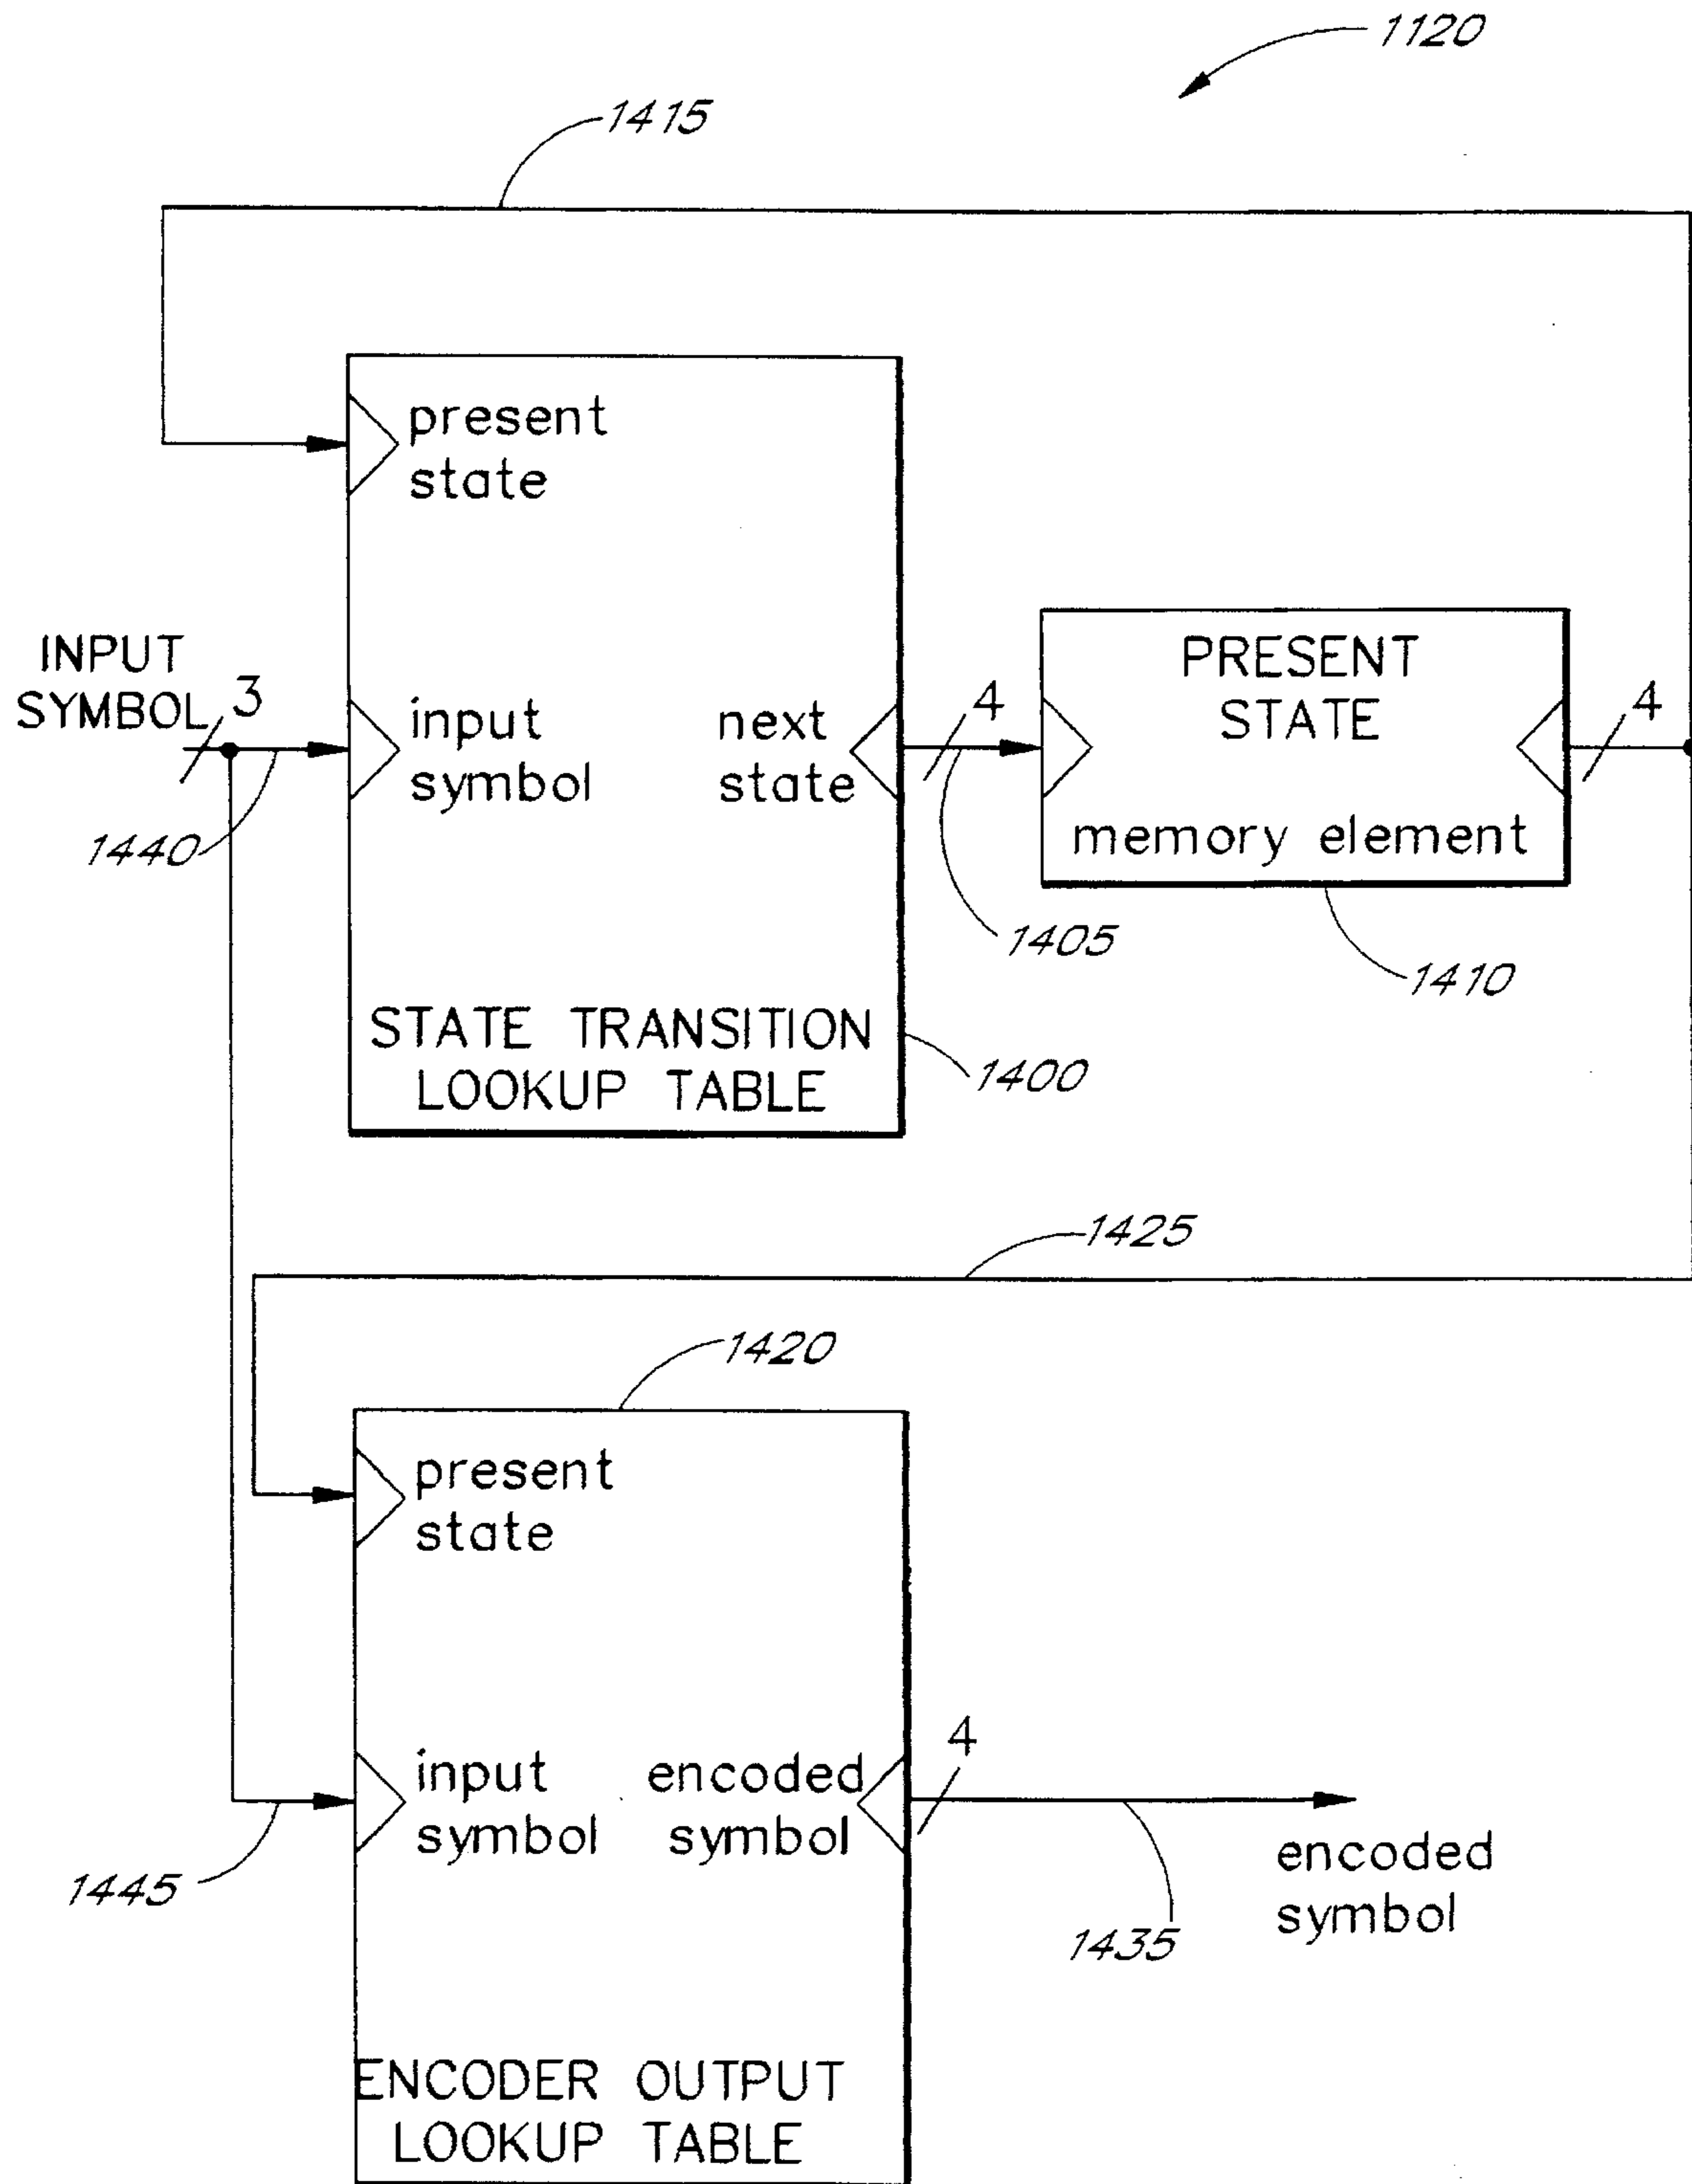 1120
1415
present
state
INPUT
SYMBOL
3
input
symbol
next
state
4
PRESENT
STATE
memory element
4
1440
1405
1410
STATE TRANSITION
LOOKUP TABLE
1400
1425
1420
present
state
input
symbol
encoded
symbol
4
encoded
symbol
1445
1435
ENCODER OUTPUT
LOOKUP TABLE